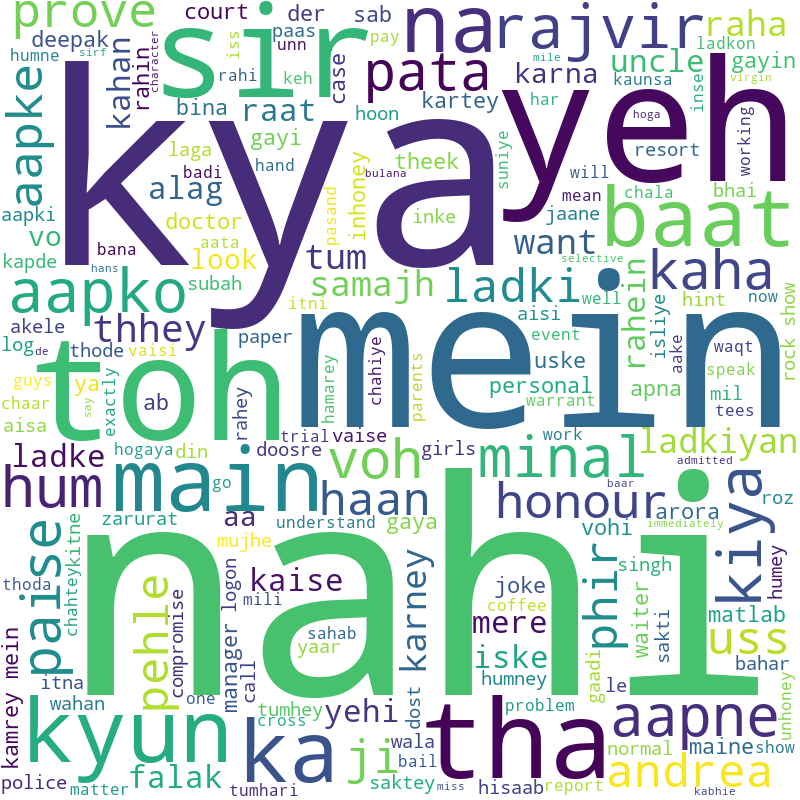 prove
sir
court
der
sab
na
rajvir
raha
deepak
humne
rahin
character
rahi
paas
iss
unn
keh
pay
sirf
mile
kahan
case
pata
karna
uncle
ladkon
gayin
kaunsa
insee
har
virgin
aapke
kya
yeh
bina
raat
hoon
kartey
suniye
hoga
working
gayi
laga
badi
hand
bulana
theek
resort
will
mean
chala
bhai
alag
inhoney
pasand
inke
jaane
baat
aapki
vo
doctor
aata
bana
look
tum
want
kapde
hans
subah
itni
samajh
ladki
selective
well
kaha
now
aapko
mein
aisi
isliye
hint
rahein
rock show
akele
thhey
event
aake
waqt
log
de
thode
vaisi
paper
chahiye
hamarey
parents
uske
apna
speak
mil
tees
guys
ya
say
exactly
ab
toh
personal
warrant
chaar
aisa
rahey
trial
vaise
girls
work
ladkiyan
din
hogaya
doosre
ladke
main
go
voh
minal
admitted
hum
haan
baar
honour
kiya
arora
roz
zarurat
aa
understand
gaya
vohi
immediately
mujhe
paise
nahi
phir
singh
humey
thoda
chahtey
kitne
pehle
compromise
manager
logon
kaise
mili
karney
joke
coffee
mere
waiter
sakti
matlab
uss
sahab
call
yaar
iske
humney
bahar
kamrey mein
itna
wahan
one
tumhey
yehi
dost
problem
gaadi
le
aapne
unhoney
kyun
ka
cross
ji
wala
bail
tha
normal
maine
show
police
matter
falak
tumhari
saktey
miss
hisaab
report
andrea
kabhie